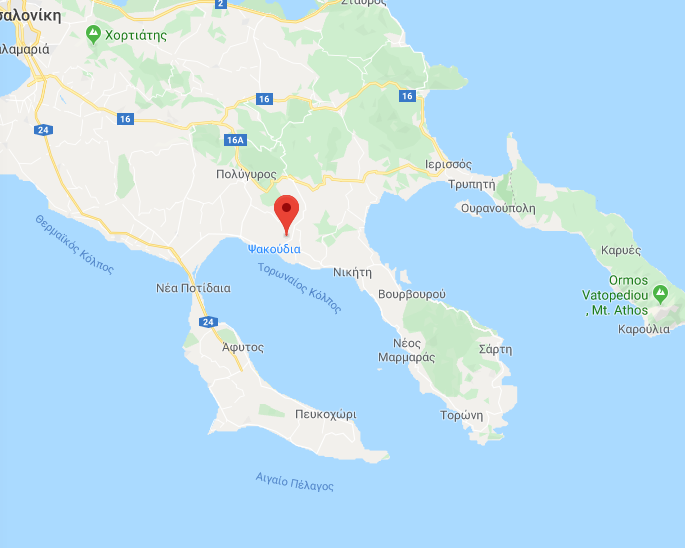 Σταυρός
2
σαλονίκη
Χορτιάτης
αλαμαριά
16
16
16
24
16A
Ιερισσός
Πολύγυρος
Τρυπητή
Ουρανούπολη
Θερμαϊκός Κόλπος
Ψακούδια
Καρυές
Τορωναίος Κόλπος
Νικήτη
Νέα Ποτίδαια
Βουρβουρού
Ormos
Vatopediou
, Mt. Athos
24
Καρούλια
Άφυτος
Νέος
Μαρμαράς
Σάρτη
Πευκοχώρι
Τορώνη
Αιγαίο Πέλαγος